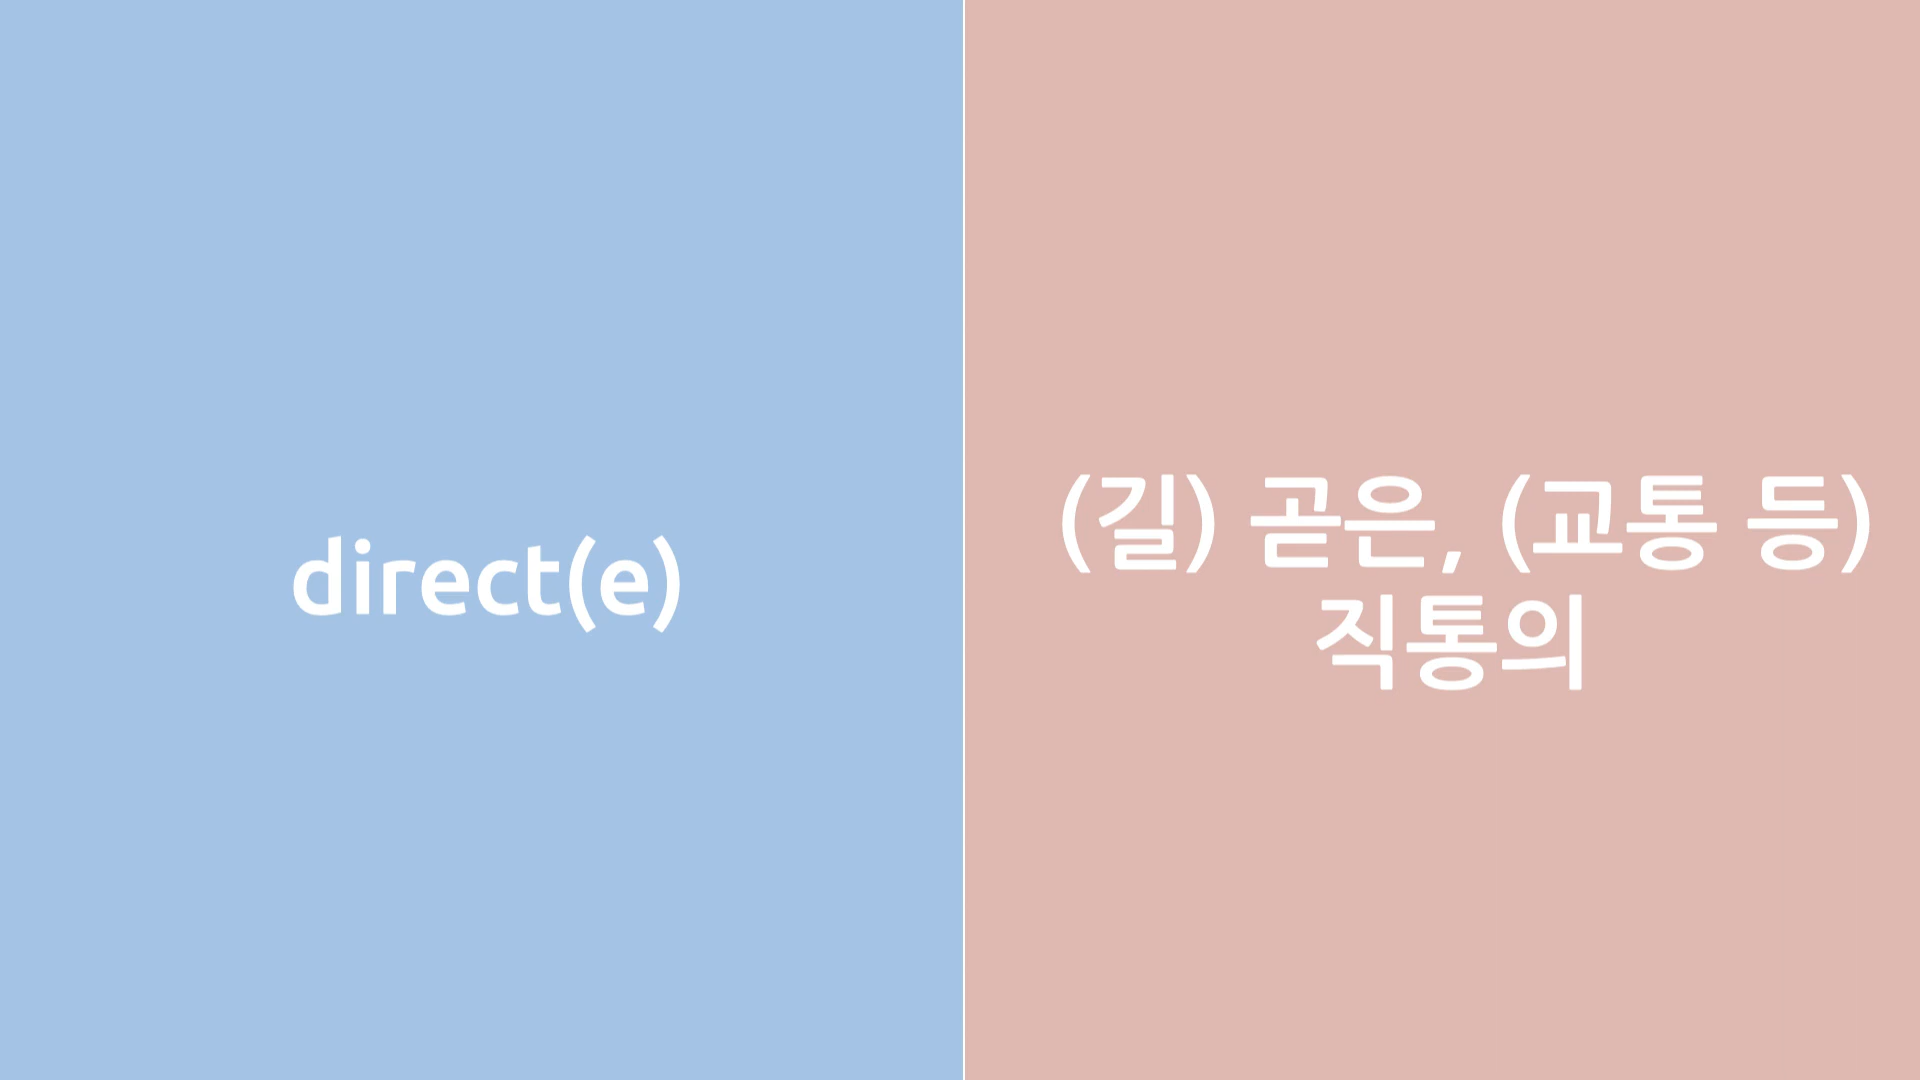 direct(e)
(길) 곧은, (교통 등)
직통의